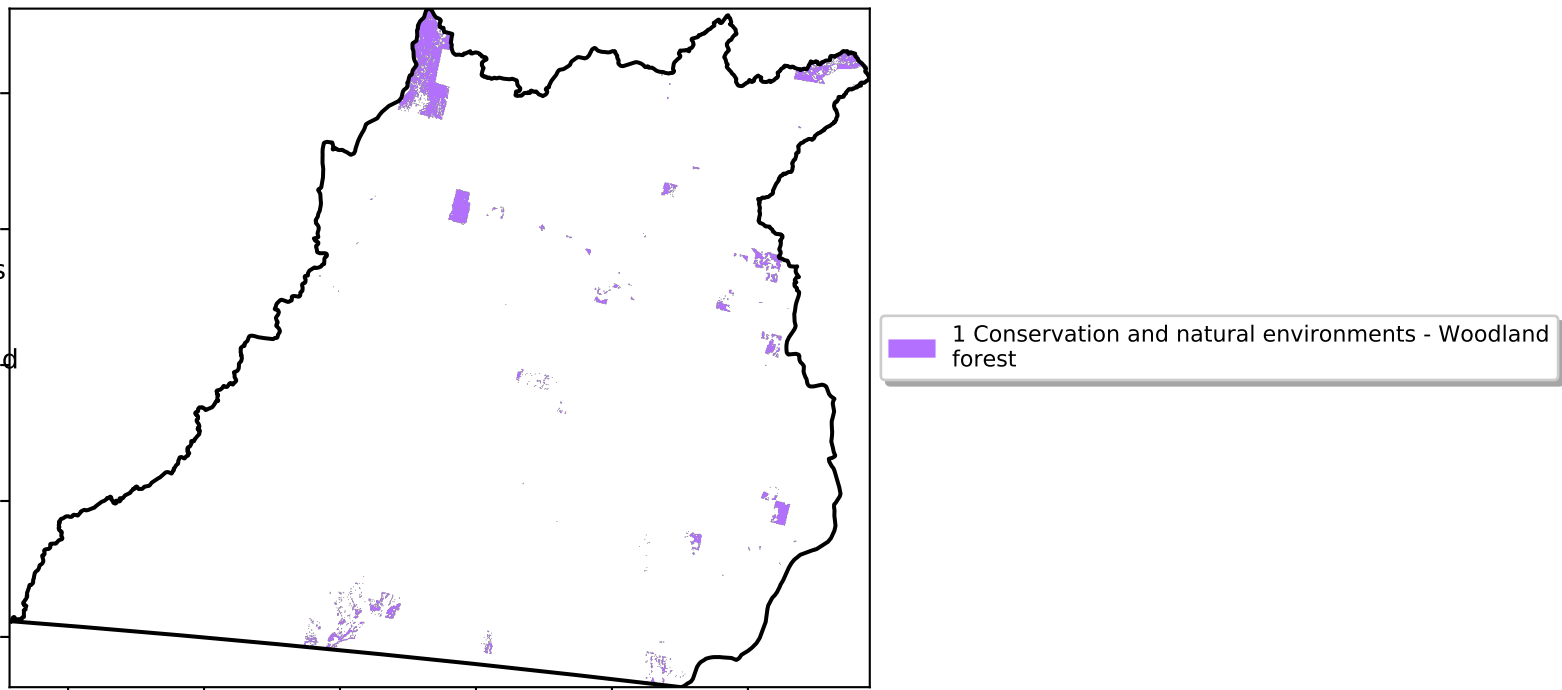 s
d
1 Conservation and natural environments - Woodland
forest